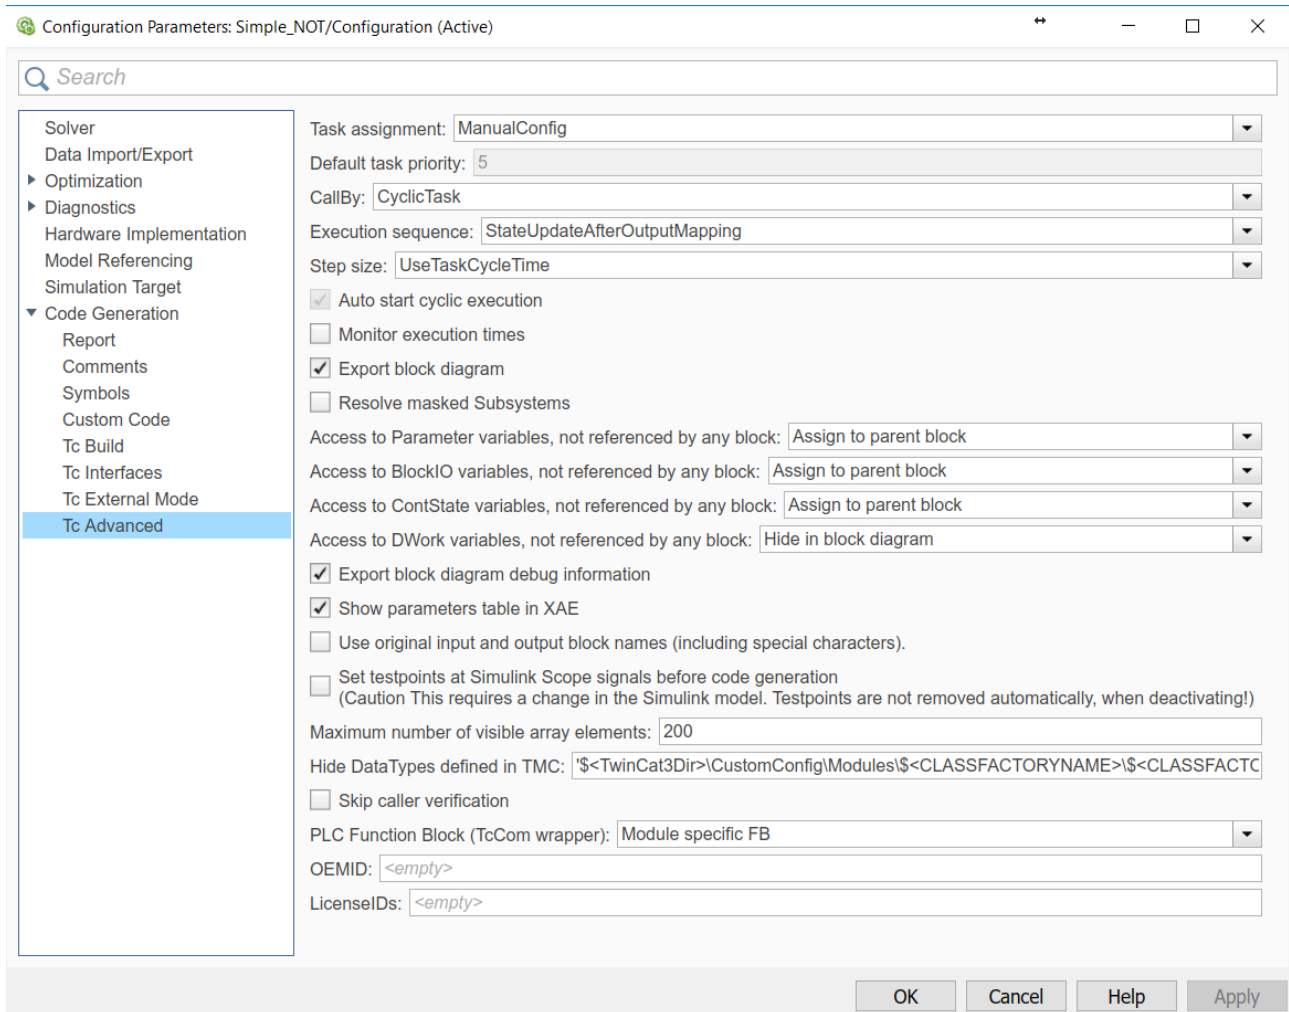 Configuration Parameters: Simple_NOT/Configuration (Active)
Search
Solver
Data Import/Export
Optimization
Diagnostics
Hardware Implementation
Model Referencing
Simulation Target
Code Generation
Report
Comments
Symbols
Custom Code
Tc Build
Tc Interfaces
Tc External Mode
Tc Advanced
Task assignment: ManualConfig
Default task priority: 5
CallBy: CyclicTask
Execution sequence: StateUpdateAfterOutputMapping
Step size: UseTaskCycleTime
Auto start cyclic execution
Monitor execution times
Export block diagram
Resolve masked Subsystems
Access to Parameter variables, not referenced by any block: Assign to parent block
Access to BlockIO variables, not referenced by any block: Assign to parent block
Access to ContState variables, not referenced by any block: Assign to parent block
Access to DWork variables, not referenced by any block: Hide in block diagram
Export block diagram debug information
Show parameters table in XAE
Use original input and output block names (including special characters).
Set testpoints at Simulink Scope signals before code generation
(Caution This requires a change in the Simulink model. Testpoints are not removed automatically, when deactivating!)
Maximum number of visible array elements: 200
Hide DataTypes defined in TMC: '$<TwinCat3Dir>\CustomConfig\Modules\$<CLASSFACTORYNAME>\$<CLASSFACTO
Skip caller verification
PLC Function Block (TcCom wrapper): Module specific FB
OEMID: <empty>
LicenseIDs: <empty>
OK Cancel Help Apply